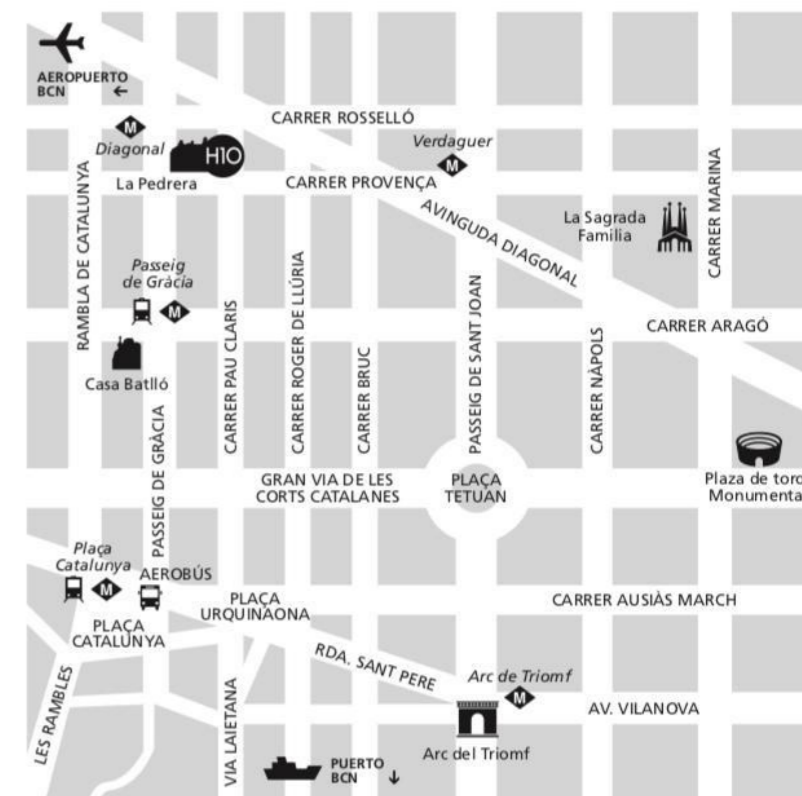 AEROPUERTO
BCN ←
CARRER ROSSELLÓ
M
Diagonal
H10
La Pedrera
Verdaguer
M
CARRER PROVENÇA
AVINGUDA DIAGONAL
La Sagrada
Familia
CARRER MARINA
RAMBLA DE CATALUNYA
Passeig
de Gràcia
M
CARRER PAU CLARIS
CARRER ROGER DE LLÚRIA
CARRER BRUC
PASSEIG DE SANT JOAN
CARRER NÀPOLS
CARRER ARAGÓ
Casa Batlló
PASSEIG DE GRÀCIA
GRAN VIA DE LES
CORTS CATALANES
PLAÇA
TETUAN
Plaza de toro
Monumenta
Plaça
Catalunya
M
AEROBÚS
PLAÇA
CATALUNYA
PLAÇA
URQUINAONA
CARRER AUSIÀS MARCH
LES RAMBLES
VIA LAIETANA
RDA. SANT PERE
Arc de Triomf
M
AV. VILANOVA
Arc del Triomf
PUERTO
BCN ↓